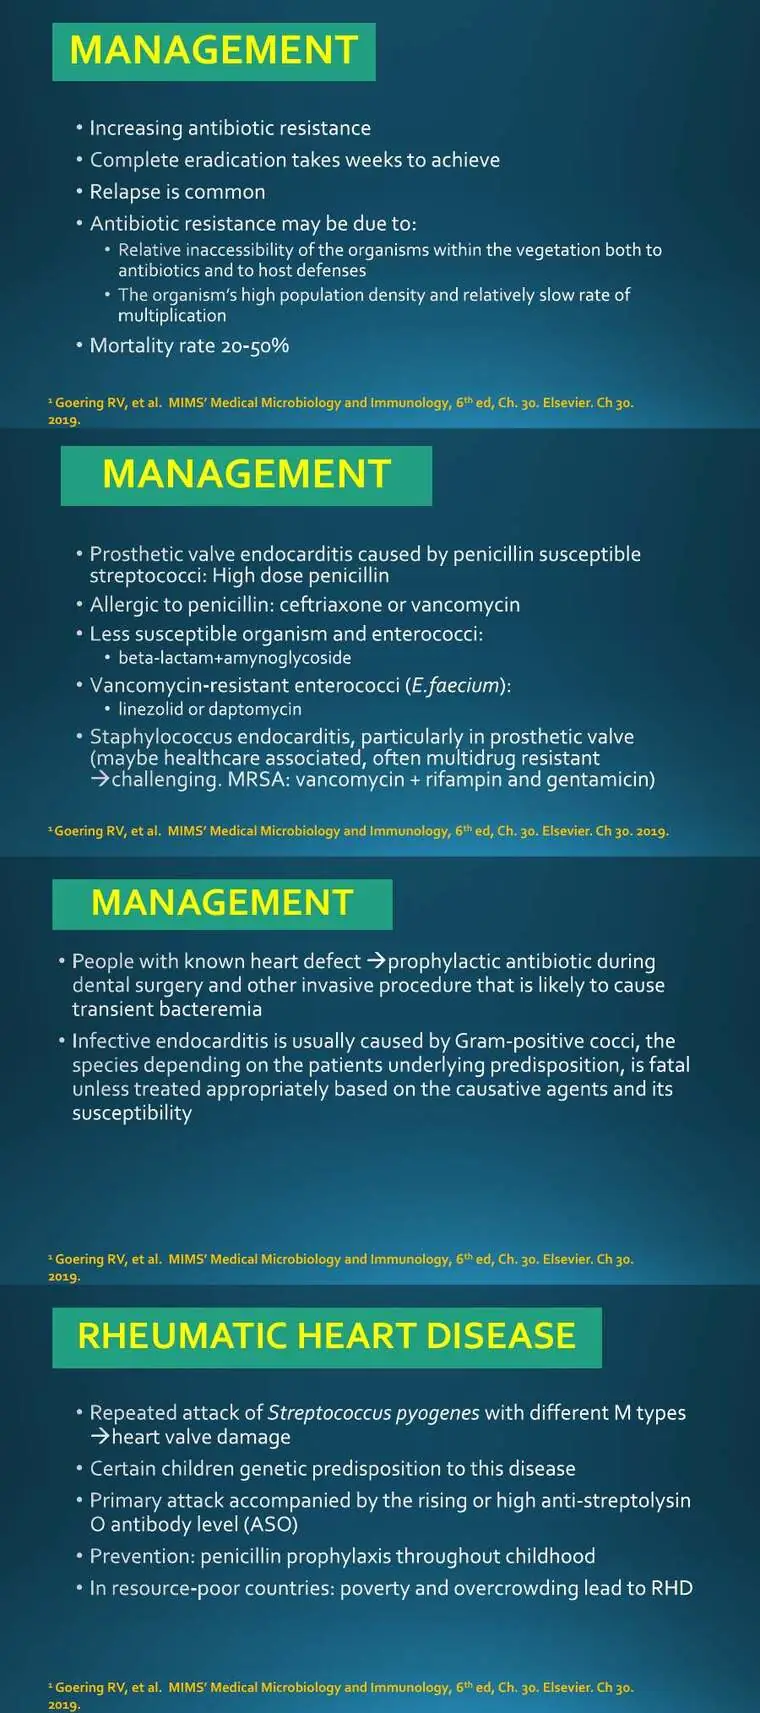 MANAGEMENT
• Increasing antibiotic resistance
• Complete eradication takes weeks to achieve
• Relapse is common
• Antibiotic resistance may be due to:
• Relative inaccessibility of the organisms within the vegetation both to
antibiotics and to host defenses
• The organism's high population density and relatively slow rate of
multiplication
• Mortality rate 20-50%
¹ Goering RV, et al. MIMS' Medical Microbiology and Immunology, 6th ed, Ch. 30. Elsevier. Ch 30.
2019.
MANAGEMENT
• Prosthetic valve endocarditis caused by penicillin susceptible
streptococci: High dose penicillin
• Allergic to penicillin: ceftriaxone or vancomycin
• Less susceptible organism and enterococci:
• beta-lactam+amynoglycoside
• Vancomycin-resistant enterococci (E.faecium):
• linezolid or daptomycin
• Staphylococcus endocarditis, particularly in prosthetic valve
(maybe healthcare associated, often multidrug resistant
→challenging. MRSA: vancomycin + rifampin and gentamicin)
¹ Goering RV, et al. MIMS' Medical Microbiology and Immunology, 6th ed, Ch. 30. Elsevier. Ch 30. 2019.
MANAGEMENT
• People with known heart defect →prophylactic antibiotic during
dental surgery and other invasive procedure that is likely to cause
transient bacteremia
• Infective endocarditis is usually caused by Gram-positive cocci, the
species depending on the patients underlying predisposition, is fatal
unless treated appropriately based on the causative agents and its
susceptibility
¹ Goering RV, et al. MIMS' Medical Microbiology and Immunology, 6th ed, Ch. 30. Elsevier. Ch 30.
2019.
RHEUMATIC HEART DISEASE
• Repeated attack of Streptococcus pyogenes with different M types
→heart valve damage
• Certain children genetic predisposition to this disease
• Primary attack accompanied by the rising or high anti-streptolysin
O antibody level (ASO)
• Prevention: penicillin prophylaxis throughout childhood
• In resource-poor countries: poverty and overcrowding lead to RHD
¹ Goering RV, et al. MIMS' Medical Microbiology and Immunology, 6th ed, Ch. 30. Elsevier. Ch 30.
2019.